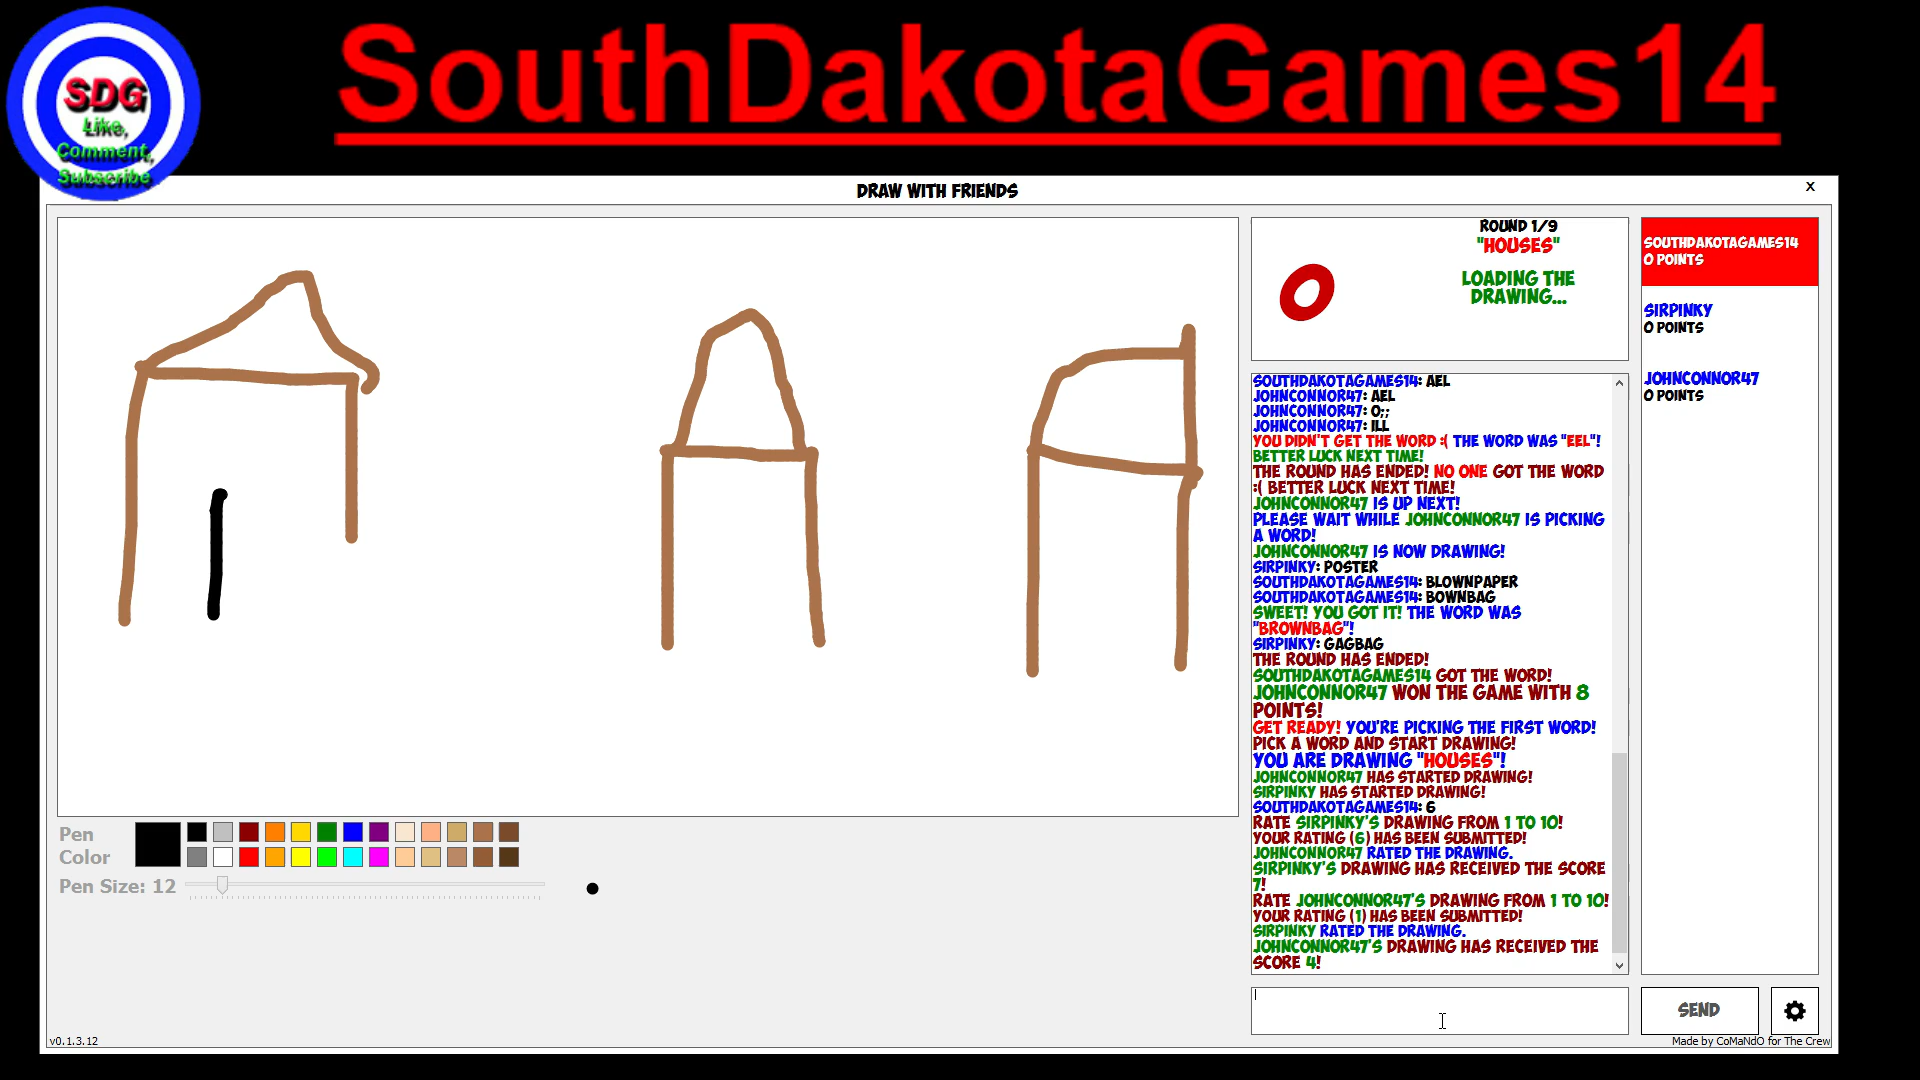 SouthDakotaGames14
SDG
Like,
Comment,
Subscribe
DRAW WITH FRIENDS
X
ROUND 1/9
"HOUSES"
LOADING THE
DRAWING...
0
SOUTHDAKOTAGAMES14
0 POINTS
SIRPINKY
0 POINTS
JOHNCONNOR47
0 POINTS
SOUTHDAKOTAGAMES14: AEL
JOHNCONNOR47: AEL
JOHNCONNOR47: O;;
JOHNCONNOR47: ILL
YOU DIDN'T GET THE WORD :( THE WORD WAS "EEL"!
BETTER LUCK NEXT TIME!
THE ROUND HAS ENDED! NO ONE GOT THE WORD
:( BETTER LUCK NEXT TIME!
JOHNCONNOR47 IS UP NEXT!
PLEASE WAIT WHILE JOHNCONNOR47 IS PICKING
A WORD!
JOHNCONNOR47 IS NOW DRAWING!
SIRPINKY: POSTER
SOUTHDAKOTAGAMES14: BLOWNPAPER
SOUTHDAKOTAGAMES14: BOWNBAG
SWEET! YOU GOT IT! THE WORD WAS
"BROWNBAG"!
SIRPINKY: GAGBAG
THE ROUND HAS ENDED!
SOUTHDAKOTAGAMES14 GOT THE WORD!
JOHNCONNOR47 WON THE GAME WITH 8
POINTS!
GET READY! YOU'RE PICKING THE FIRST WORD!
PICK A WORD AND START DRAWING!
YOU ARE DRAWING "HOUSES"!
JOHNCONNOR47 HAS STARTED DRAWING!
SIRPINKY HAS STARTED DRAWING!
SOUTHDAKOTAGAMES14: 6
RATE SIRPINKY'S DRAWING FROM 1 TO 10!
YOUR RATING (6) HAS BEEN SUBMITTED!
JOHNCONNOR47 RATED THE DRAWING.
SIRPINKY'S DRAWING HAS RECEIVED THE SCORE
7!
RATE JOHNCONNOR47'S DRAWING FROM 1 TO 10!
YOUR RATING (1) HAS BEEN SUBMITTED!
SIRPINKY RATED THE DRAWING.
JOHNCONNOR47'S DRAWING HAS RECEIVED THE
SCORE 4!
Pen
Color
Pen Size: 12
SEND
v0.1.3.12
Made by CoMaNdO for The Crew